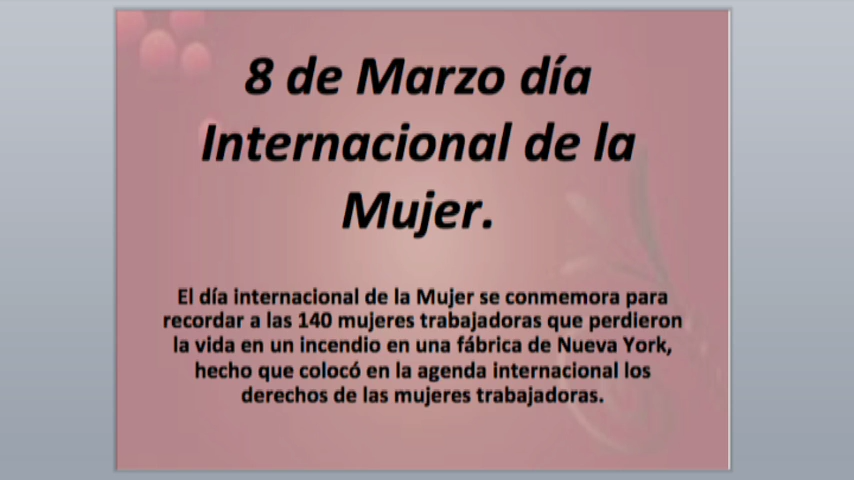 8 de Marzo día
Internacional de la
Mujer.
El día internacional de la Mujer se conmemora para
recordar a las 140 mujeres trabajadoras que perdieron
la vida en un incendio en una fábrica de Nueva York,
hecho que colocó en la agenda internacional los
derechos de las mujeres trabajadoras.